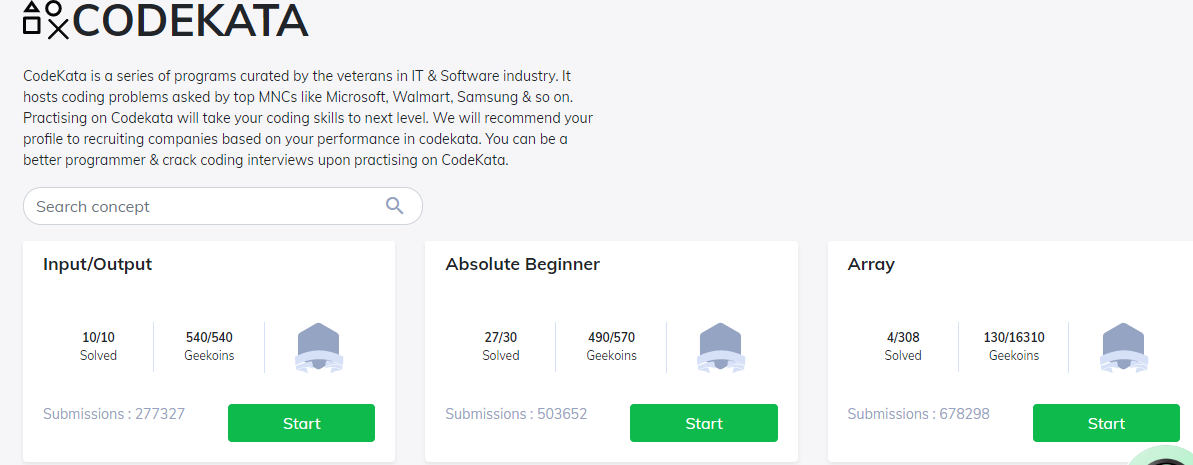 CODEKATA
CodeKata is a series of programs curated by the veterans in IT & Software industry. It
hosts coding problems asked by top MNCs like Microsoft, Walmart, Samsung & so on.
Practising on Codekata will take your coding skills to next level. We will recommend your
profile to recruiting companies based on your performance in codekata. You can be a
better programmer & crack coding interviews upon practising on CodeKata.
Search concept
Input/Output
10/10
Solved
540/540
Geekoins
Submissions : 277327
Start
Absolute Beginner
27/30
Solved
490/570
Geekoins
Submissions : 503652
Start
Array
4/308
Solved
130/16310
Geekoins
Submissions : 678298
Start